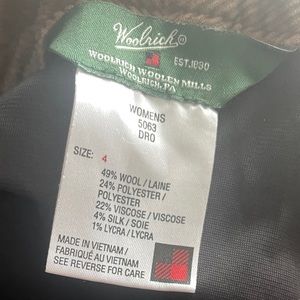 Woolrich®
EST.1830
WOOLRICH WOOLEN MILLS
WOOLRICH, PA
WOMENS
5063
DRO
SIZE: 4
49% WOOL / LAINE
24% POLYESTER /
POLYESTER
22% VISCOSE / VISCOSE
4% SILK / SOIE
1% LYCRA / LYCRA
MADE IN VIETNAM /
FABRIQUÉ AU VIETNAM
SEE REVERSE FOR CARE